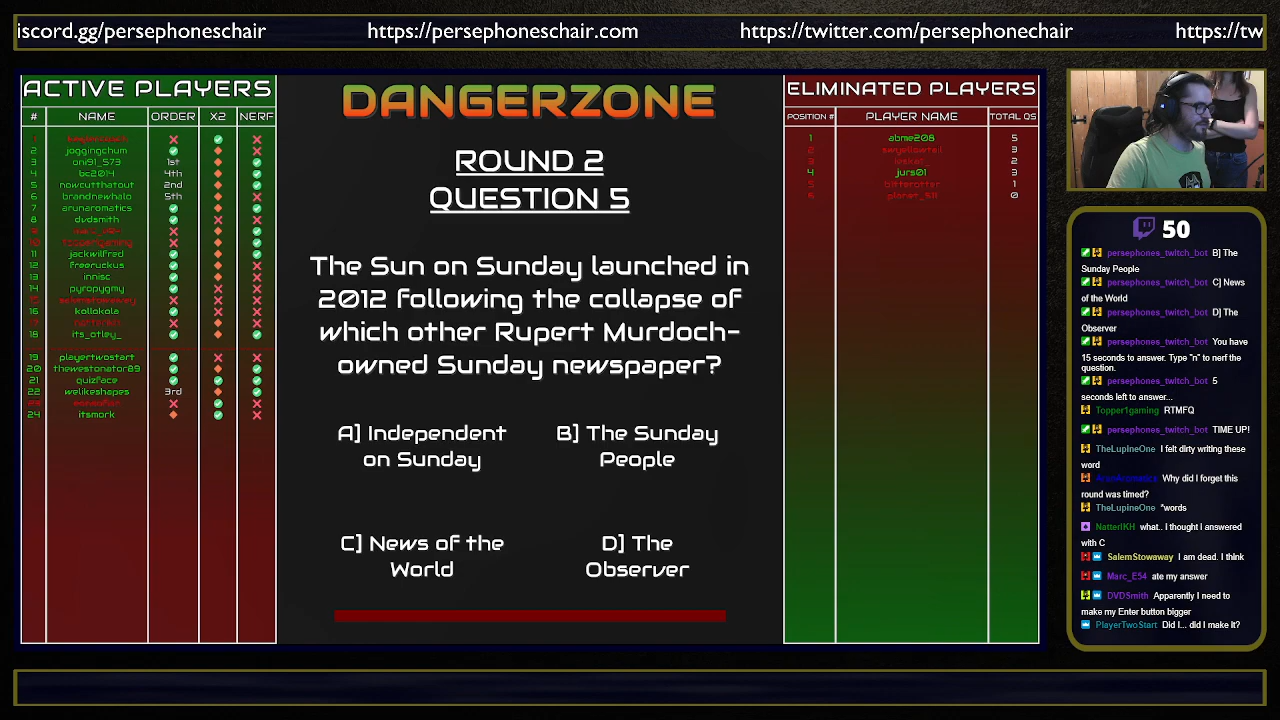 iscord.gg/persephoneschair https://persephoneschair.com https://twitter.com/persephonechair https://tw
ACTIVE PLAYERS
# NAME ORDER X2 NERF
2 joggingchum
3 oni91_573 1st
4 bc2014 4th
5 nowcutthatout 2nd
6 brandnewhalo 5th
7 arunaromatics
8 dvdsmith
11 jackwilfred
12 freeruckus
13 innisc
14 pyropygmy
16 kollokola
18 its_otley_
19 playertwostart
20 thewestonator89
21 quizface
22 welikeshapes 3rd
24 itsmark
DANGERZONE
ROUND 2
QUESTION 5
The Sun on Sunday launched in
2012 following the collapse of
which other Rupert Murdoch-
owned Sunday newspaper?
A] Independent
on Sunday
B] The Sunday
People
C] News of the
World
D] The
Observer
ELIMINATED PLAYERS
POSITION # PLAYER NAME TOTAL QS
1 abme208 5
2 swyellowtail 3
3 2
4 jurs01 3
5 bitterotter 1
6 0
50
persephones_twitch_bot B] The
Sunday People
persephones_twitch_bot C] News
of the World
persephones_twitch_bot D] The
Observer
persephones_twitch_bot You have
15 seconds to answer. Type "n" to nerf the
question.
persephones_twitch_bot 5
seconds left to answer...
Topper1gaming RTMFQ
persephones_twitch_bot TIME UP!
TheLupineOne I felt dirty writing these
word
Why did I forget this
round was timed?
TheLupineOne *words
NatterIKH what.. I thought I answered
with C
SalemStowaway I am dead. I think
Marc_E54 ate my answer
DVDSmith Apparently I need to
make my Enter button bigger
PlayerTwoStart Did I... did I make it?